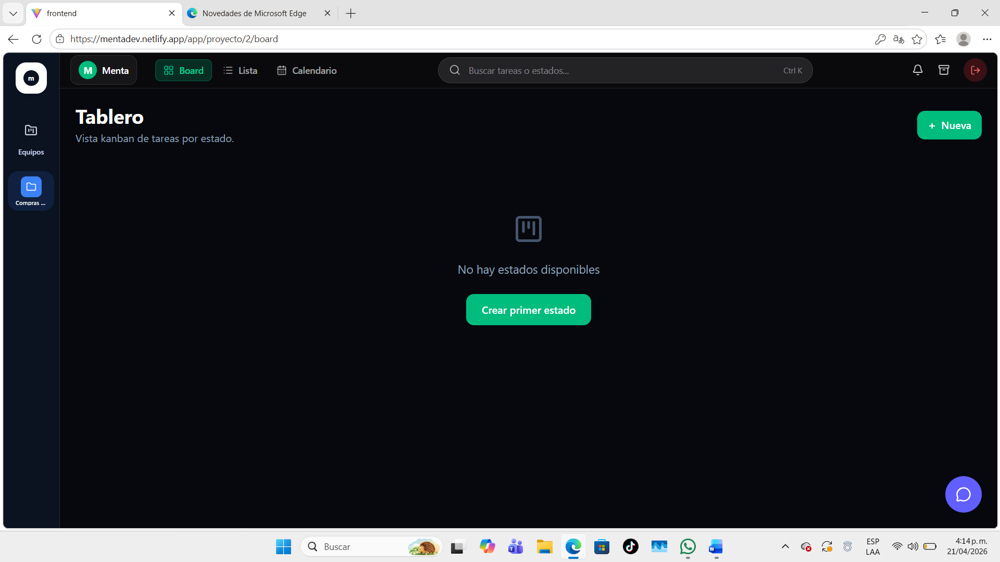 frontend
Novedades de Microsoft Edge
https://mentadev.netlify.app/app/proyecto/2/board
m
M Menta
Board
Lista
Calendario
Buscar tareas o estados...
Ctrl K
Equipos
Compras ...
Tablero
Vista kanban de tareas por estado.
+ Nueva
No hay estados disponibles
Crear primer estado
Buscar
ESP
LAA
4:14 p. m.
21/04/2026